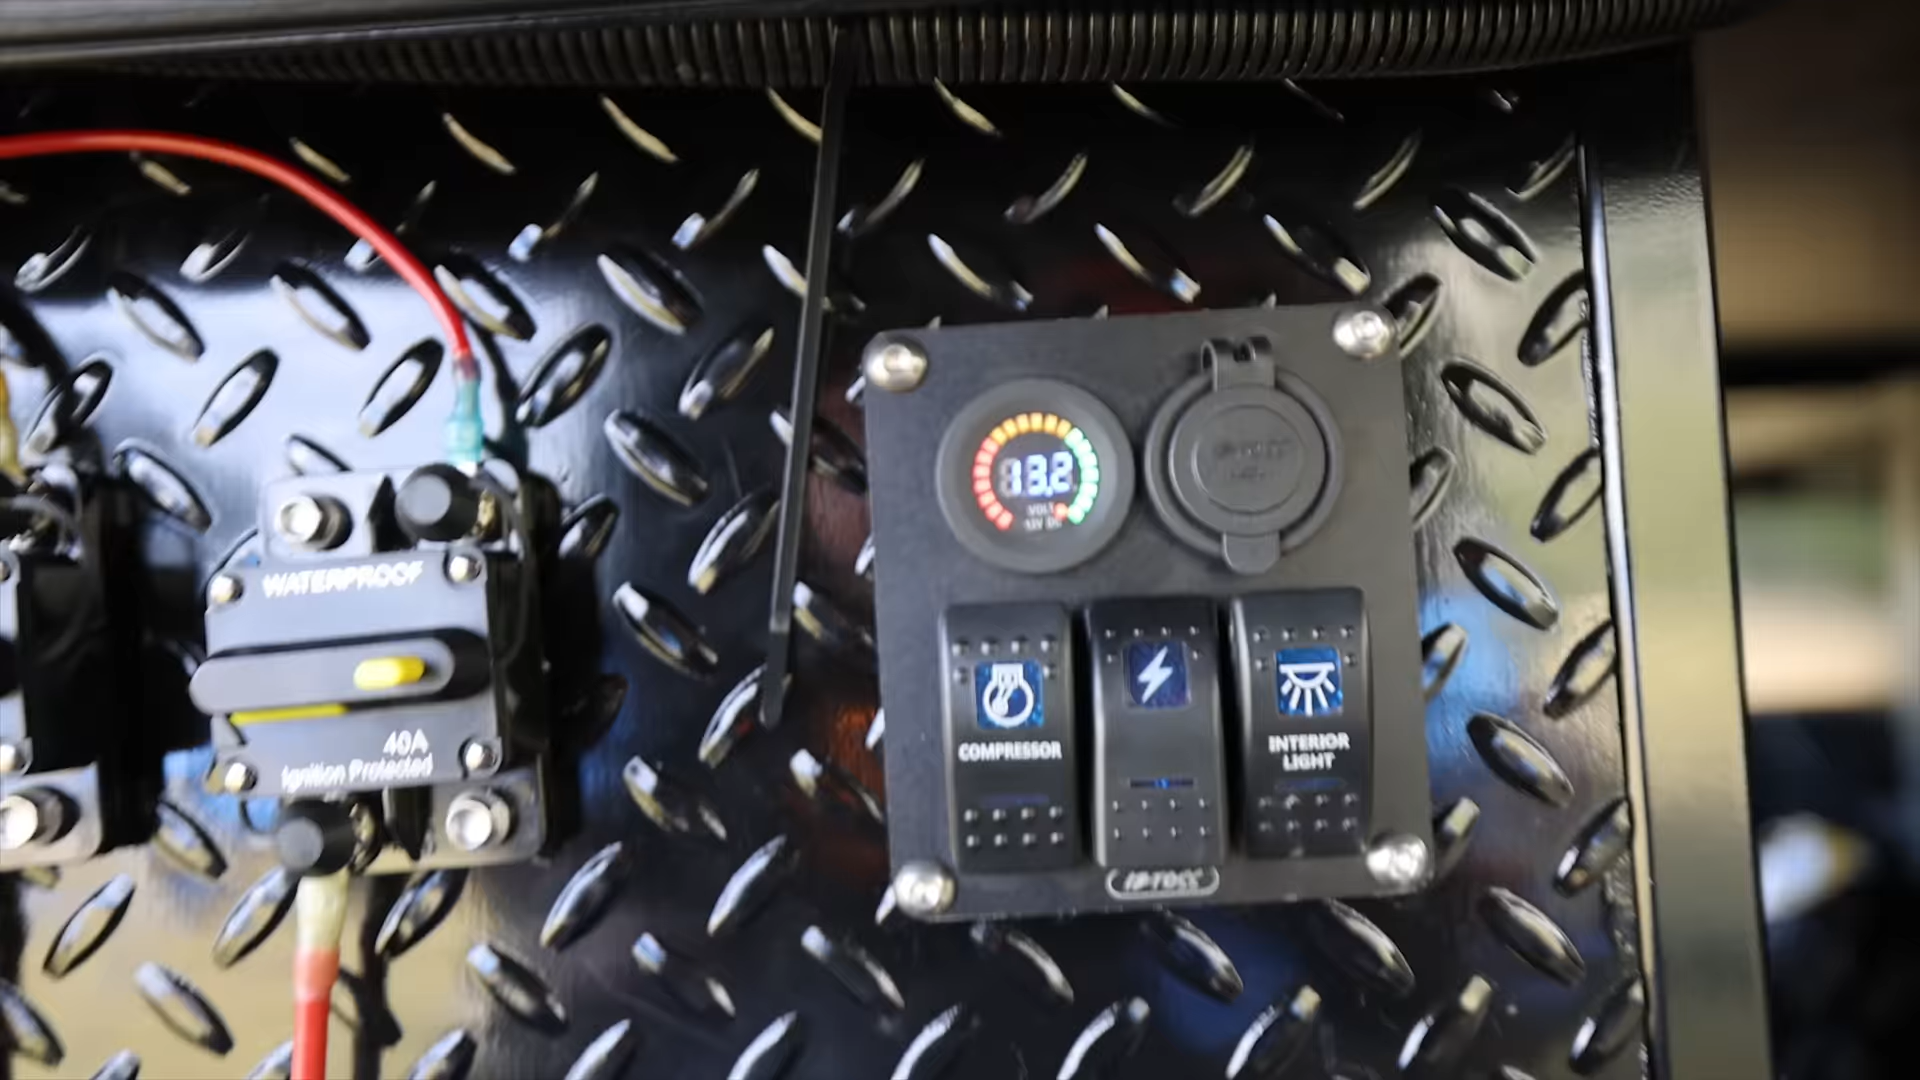 WATERPROOF
40A
Ignition Protected
13.2
VOLT
12V DC
COMPRESSOR
INTERIOR
LIGHT